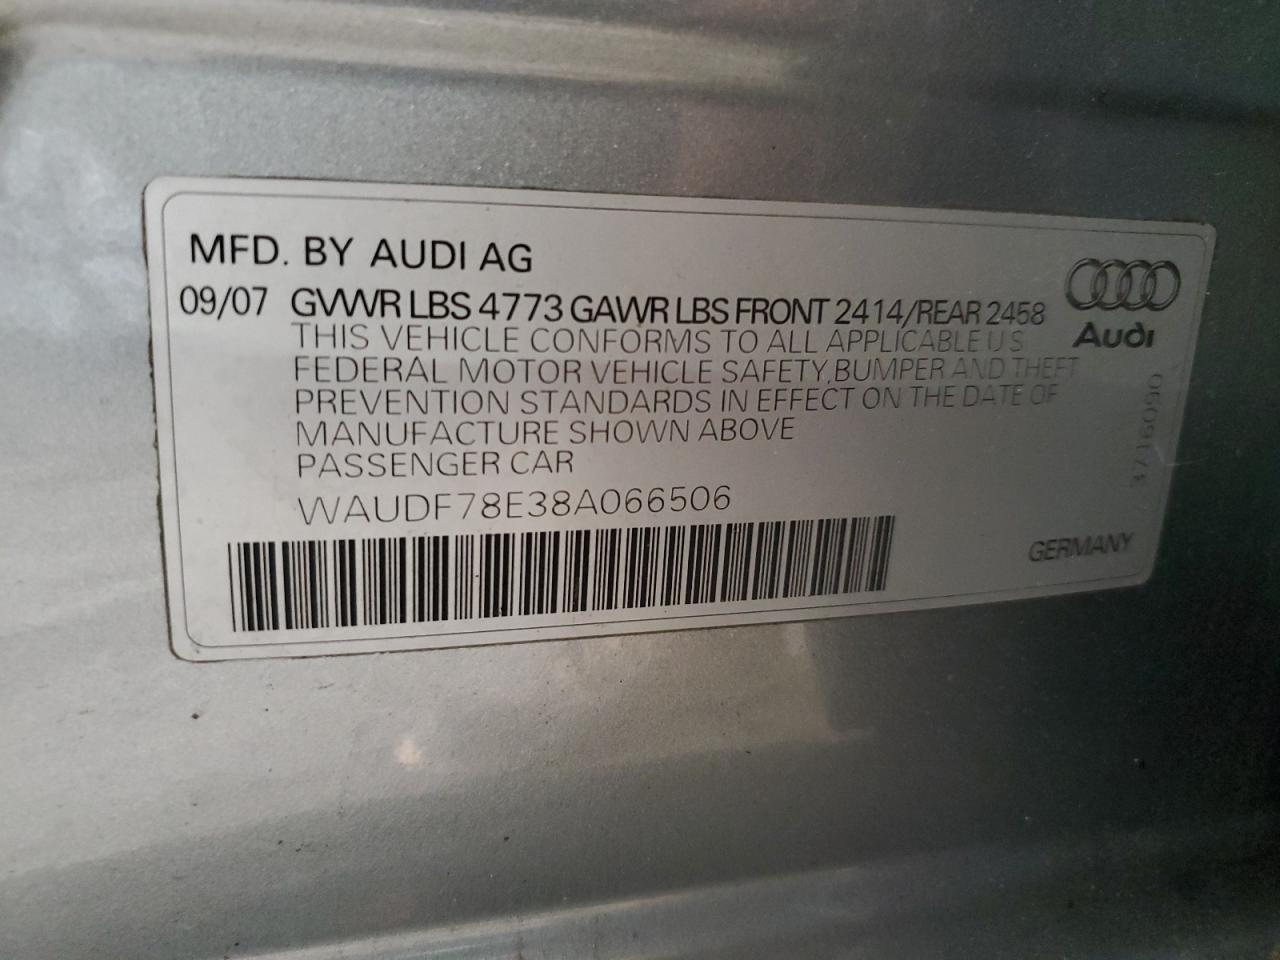 MFD. BY AUDI AG
09/07 GVWR LBS 4773 GAWR LBS FRONT 2414/REAR 2458
THIS VEHICLE CONFORMS TO ALL APPLICABLE U S
FEDERAL MOTOR VEHICLE SAFETY, BUMPER AND THEFT
PREVENTION STANDARDS IN EFFECT ON THE DATE OF
MANUFACTURE SHOWN ABOVE
PASSENGER CAR
WAUDF78E38A066506
Audi
3716090
GERMANY